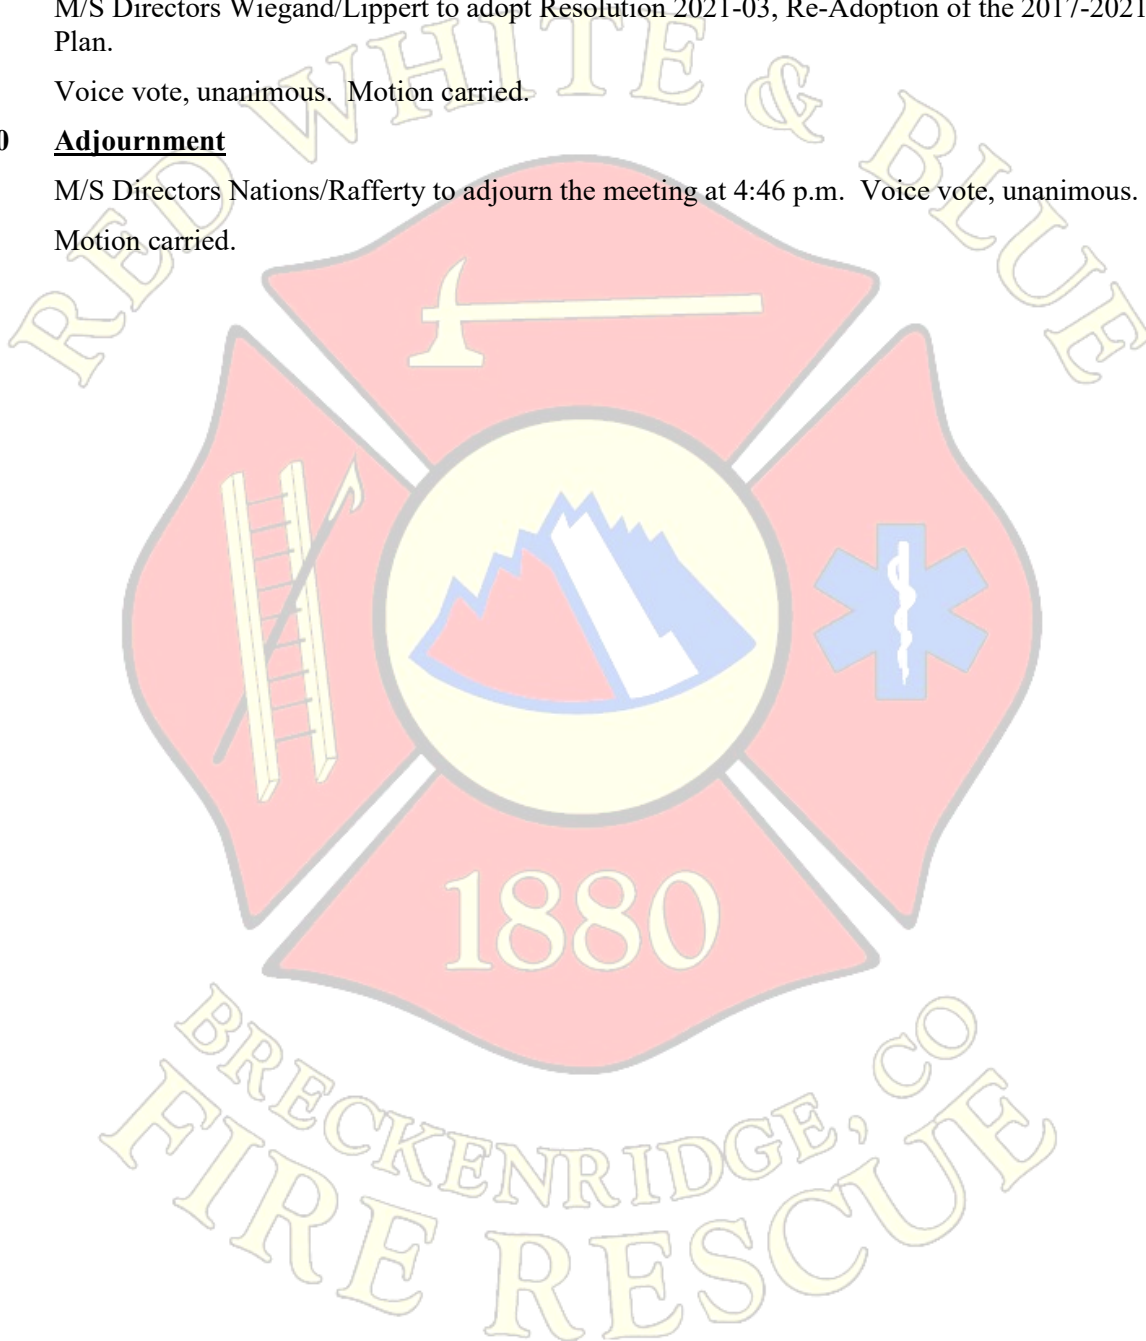 M/S Directors Wiegand/Lippert to adopt Resolution 2021-03, Re-Adoption of the 2017-2021
Plan.
Voice vote, unanimous.  Motion carried.
0 Adjournment
M/S Directors Nations/Rafferty to adjourn the meeting at 4:46 p.m.  Voice vote, unanimous.
Motion carried.
RED WHITE & BLUE
1880
BRECKENRIDGE, CO
FIRE RESCUE